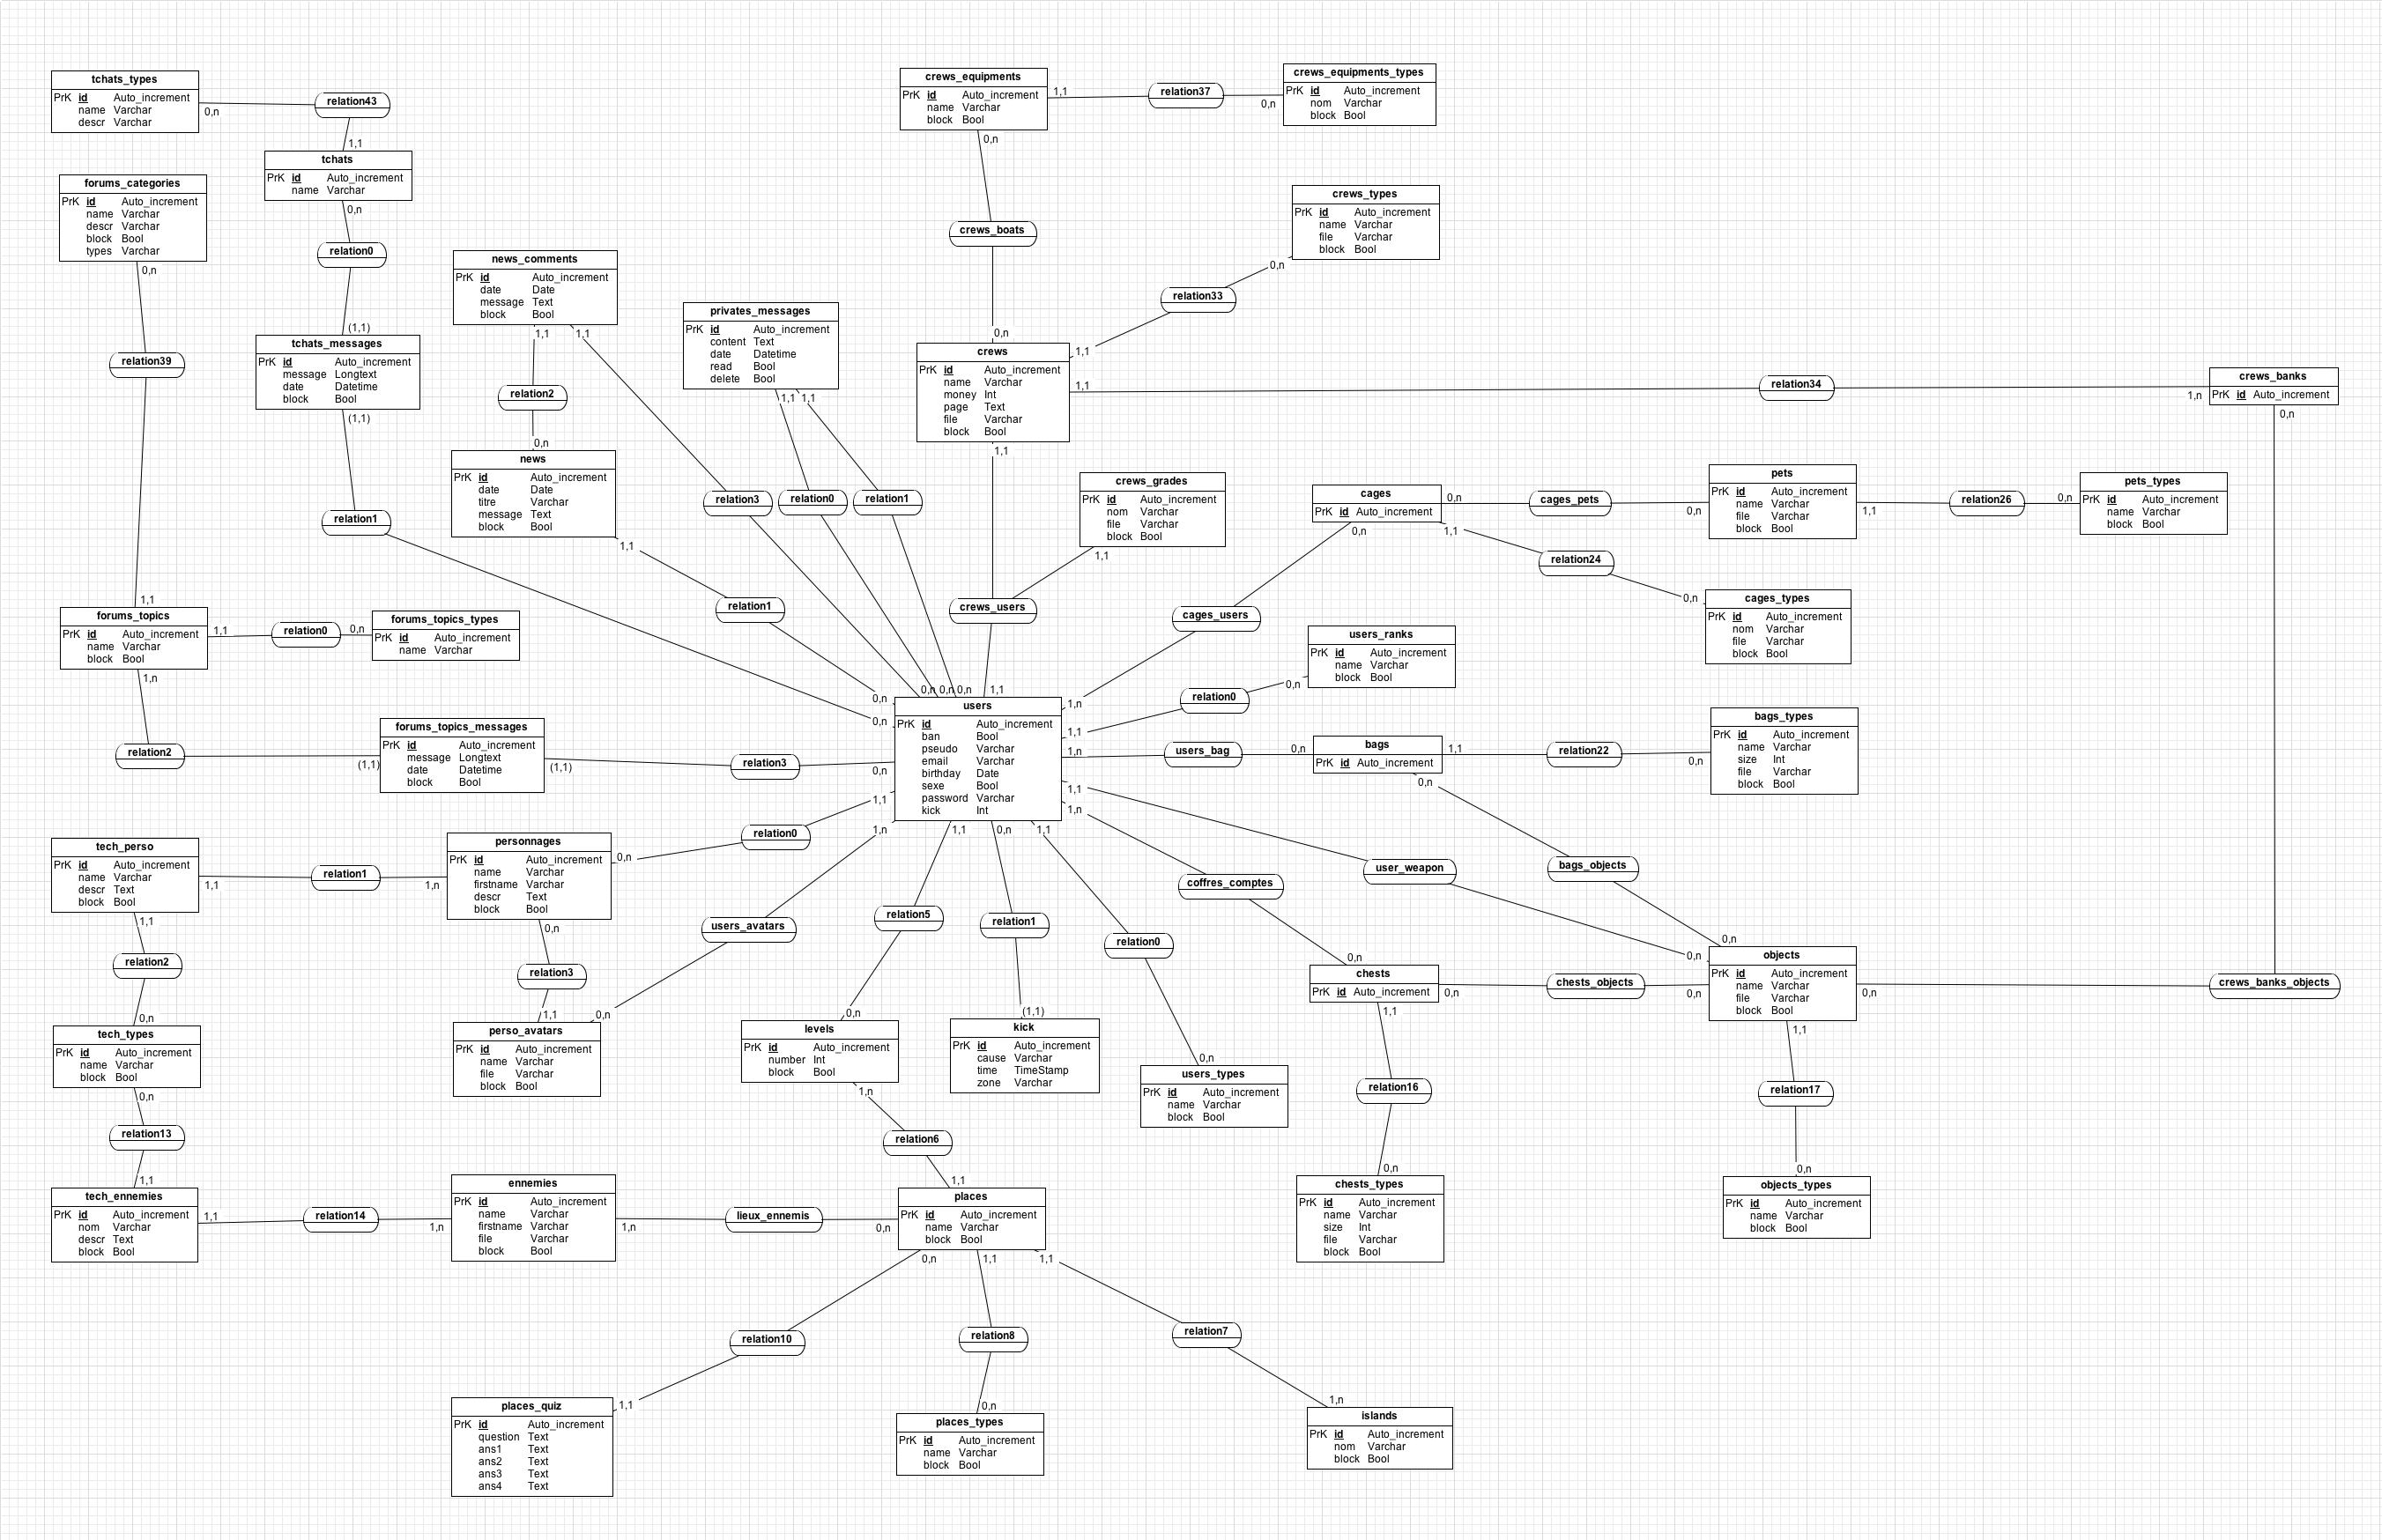 tchats_types
PrK id Auto_increment
name Varchar
descr Varchar
0,n
relation43
1,1
tchats
PrK id Auto_increment
name Varchar
0,n
relation0
(1,1)
tchats_messages
PrK id Auto_increment
message Longtext
date Datetime
block Bool
(1,1)
relation1
0,n
forums_categories
PrK id Auto_increment
name Varchar
descr Varchar
block Bool
types Varchar
0,n
relation39
1,1
forums_topics
PrK id Auto_increment
name Varchar
block Bool
1,1
relation0
0,n
forums_topics_types
PrK id Auto_increment
name Varchar
1,n
relation2
(1,1)
forums_topics_messages
PrK id Auto_increment
message Longtext
date Datetime
block Bool
(1,1)
relation3
0,n
news_comments
PrK id Auto_increment
date Date
message Text
block Bool
1,1
1,1
relation2
0,n
news
PrK id Auto_increment
date Date
titre Varchar
message Text
block Bool
1,1
relation1
0,n
relation3
privates_messages
PrK id Auto_increment
content Text
date Datetime
read Bool
delete Bool
1,1
1,1
relation0
relation1
0,n
0,n
0,n
crews_equipments
PrK id Auto_increment
name Varchar
block Bool
1,1
relation37
0,n
crews_equipments_types
PrK id Auto_increment
nom Varchar
block Bool
0,n
crews_boats
0,n
crews_types
PrK id Auto_increment
name Varchar
file Varchar
block Bool
0,n
relation33
1,1
crews
PrK id Auto_increment
name Varchar
money Int
page Text
file Varchar
block Bool
1,1
relation34
1,n
crews_banks
PrK id Auto_increment
0,n
1,1
crews_grades
PrK id Auto_increment
nom Varchar
file Varchar
block Bool
1,1
crews_users
1,1
cages
PrK id Auto_increment
0,n
cages_pets
0,n
pets
PrK id Auto_increment
name Varchar
file Varchar
block Bool
1,1
relation26
0,n
pets_types
PrK id Auto_increment
name Varchar
block Bool
0,n
1,1
relation24
0,n
cages_types
PrK id Auto_increment
nom Varchar
file Varchar
block Bool
cages_users
1,n
users_ranks
PrK id Auto_increment
name Varchar
block Bool
0,n
relation0
1,1
users
PrK id Auto_increment
ban Bool
pseudo Varchar
email Varchar
birthday Date
sexe Bool
password Varchar
kick Int
1,n
users_bag
0,n
bags
PrK id Auto_increment
1,1
relation22
0,n
bags_types
PrK id Auto_increment
name Varchar
size Int
file Varchar
block Bool
0,n
bags_objects
0,n
1,1
user_weapon
0,n
1,n
coffres_comptes
0,n
1,1
relation0
0,n
personnages
PrK id Auto_increment
name Varchar
firstname Varchar
descr Text
block Bool
1,n
relation1
1,1
tech_perso
PrK id Auto_increment
name Varchar
descr Text
block Bool
1,1
relation2
0,n
tech_types
PrK id Auto_increment
name Varchar
block Bool
0,n
relation13
1,1
tech_ennemies
PrK id Auto_increment
nom Varchar
descr Text
block Bool
1,1
relation14
1,n
ennemies
PrK id Auto_increment
name Varchar
firstname Varchar
file Varchar
block Bool
1,n
lieux_ennemis
0,n
0,n
relation3
1,1
perso_avatars
PrK id Auto_increment
name Varchar
file Varchar
block Bool
0,n
users_avatars
1,n
1,1
relation5
0,n
levels
PrK id Auto_increment
number Int
block Bool
1,n
relation6
1,1
0,n
relation1
(1,1)
kick
PrK id Auto_increment
cause Varchar
time TimeStamp
zone Varchar
1,1
relation0
0,n
users_types
PrK id Auto_increment
name Varchar
block Bool
chests
PrK id Auto_increment
0,n
chests_objects
0,n
objects
PrK id Auto_increment
name Varchar
file Varchar
block Bool
0,n
crews_banks_objects
1,1
relation16
0,n
chests_types
PrK id Auto_increment
name Varchar
size Int
file Varchar
block Bool
1,1
relation17
0,n
objects_types
PrK id Auto_increment
name Varchar
block Bool
places
PrK id Auto_increment
name Varchar
block Bool
0,n
1,1
1,1
relation10
relation8
relation7
1,1
places_quiz
PrK id Auto_increment
question Text
ans1 Text
ans2 Text
ans3 Text
ans4 Text
0,n
places_types
PrK id Auto_increment
name Varchar
block Bool
1,n
islands
PrK id Auto_increment
nom Varchar
block Bool